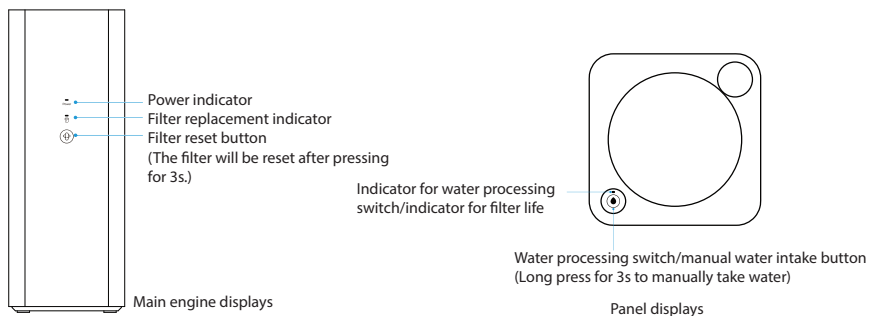 Power indicator
Filter replacement indicator
Filter reset button
(The filter will be reset after pressing
for 3s.)
Main engine displays
Indicator for water processing
switch/indicator for filter life
Water processing switch/manual water intake button
(Long press for 3s to manually take water)
Panel displays